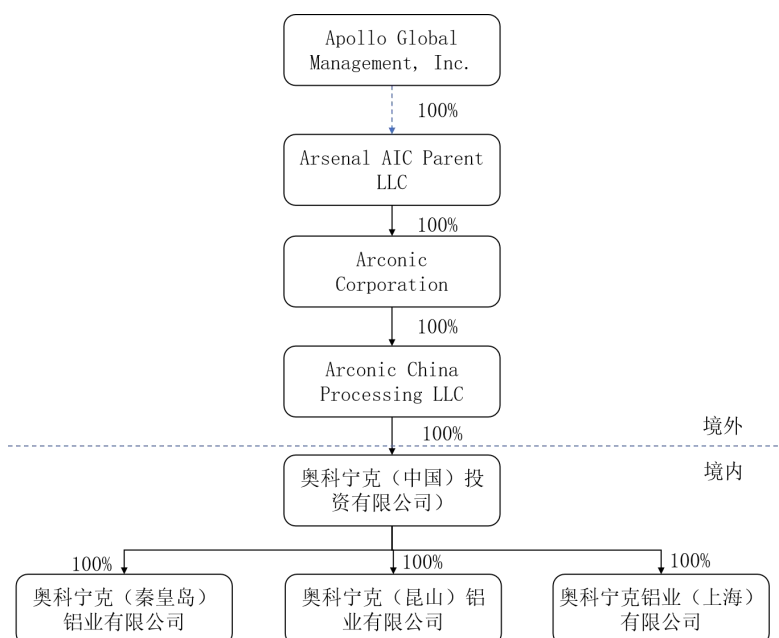 Apollo Global
Management, Inc.
100%
Arsenal AIC Parent
LLC
100%
Arconic
Corporation
100%
Arconic China
Processing LLC
境外
100%
境内
奥科宁克（中国）投
资有限公司）
100%
100%
100%
奥科宁克（秦皇岛）
铝业有限公司
奥科宁克（昆山）铝
业有限公司
奥科宁克铝业（上海）
有限公司